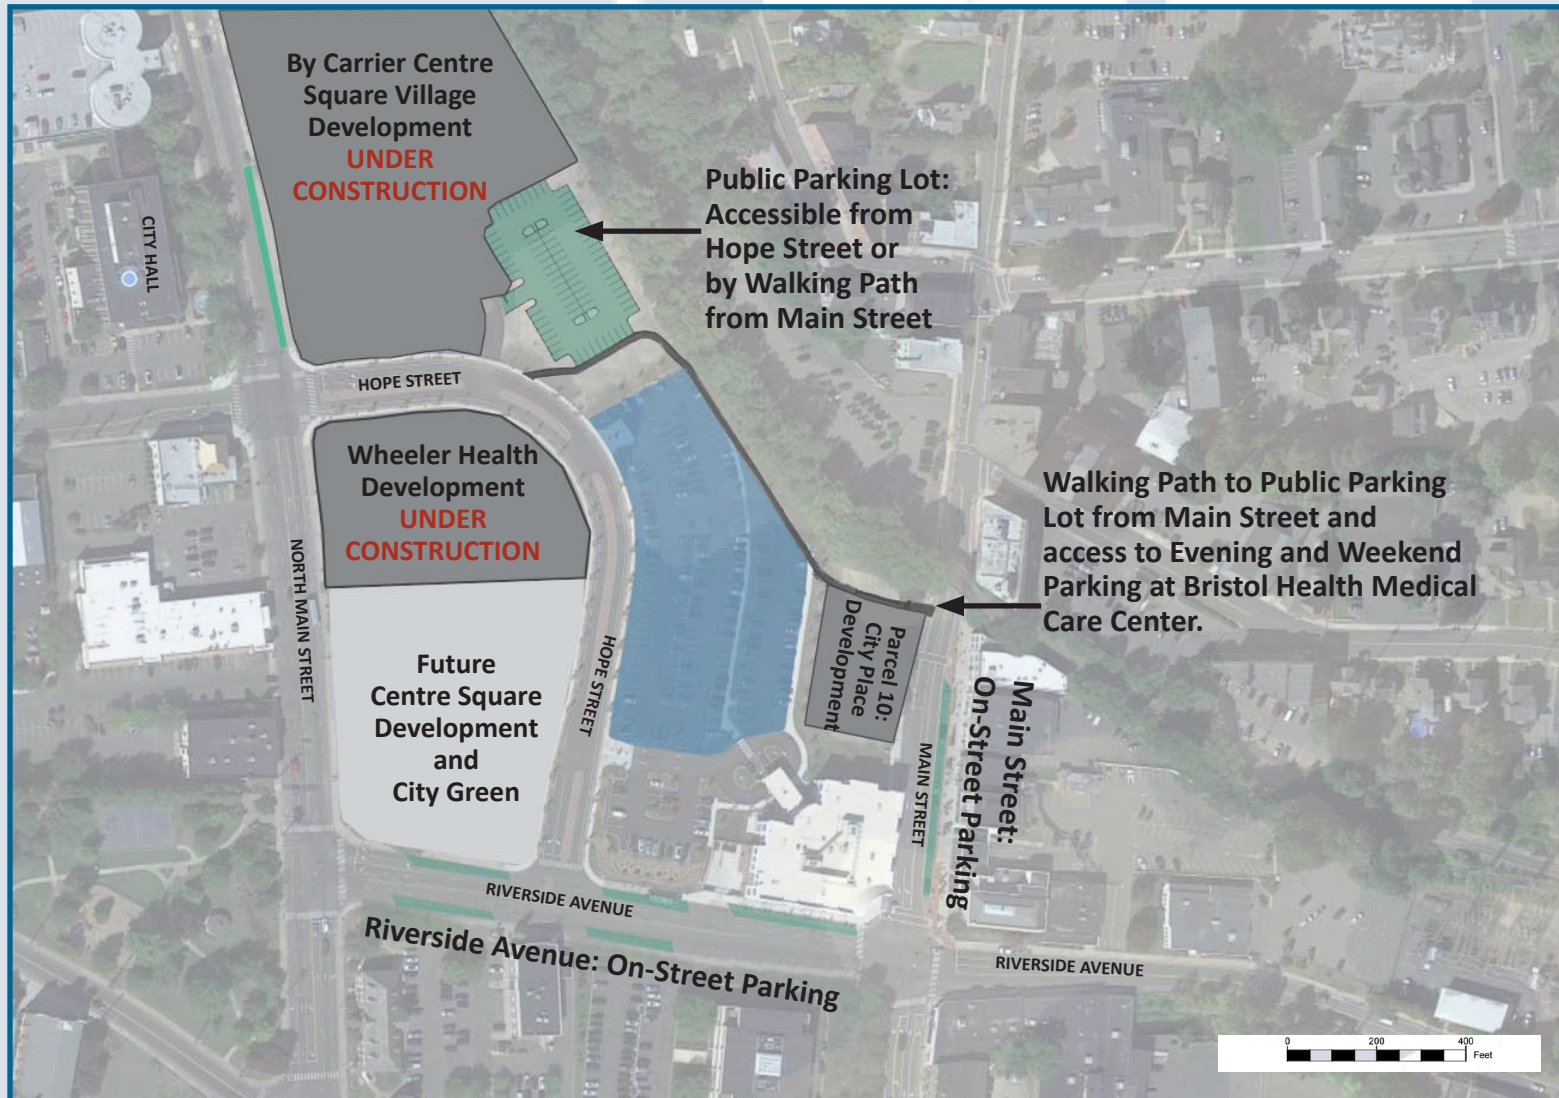 By Carrier Centre
Square Village
Development
UNDER
CONSTRUCTION
Public Parking Lot:
Accessible from
Hope Street or
by Walking Path
from Main Street
CITY HALL
HOPE STREET
Wheeler Health
Development
UNDER
CONSTRUCTION
Walking Path to Public Parking
Lot from Main Street and
access to Evening and Weekend
Parking at Bristol Health Medical
Care Center.
NORTH MAIN STREET
HOPE STREET
Parcel 10:
City Place
Development
Future
Centre Square
Development
and
City Green
MAIN STREET
Main Street:
On-Street Parking
RIVERSIDE AVENUE
Riverside Avenue: On-Street Parking
RIVERSIDE AVENUE
0 200 400
Feet